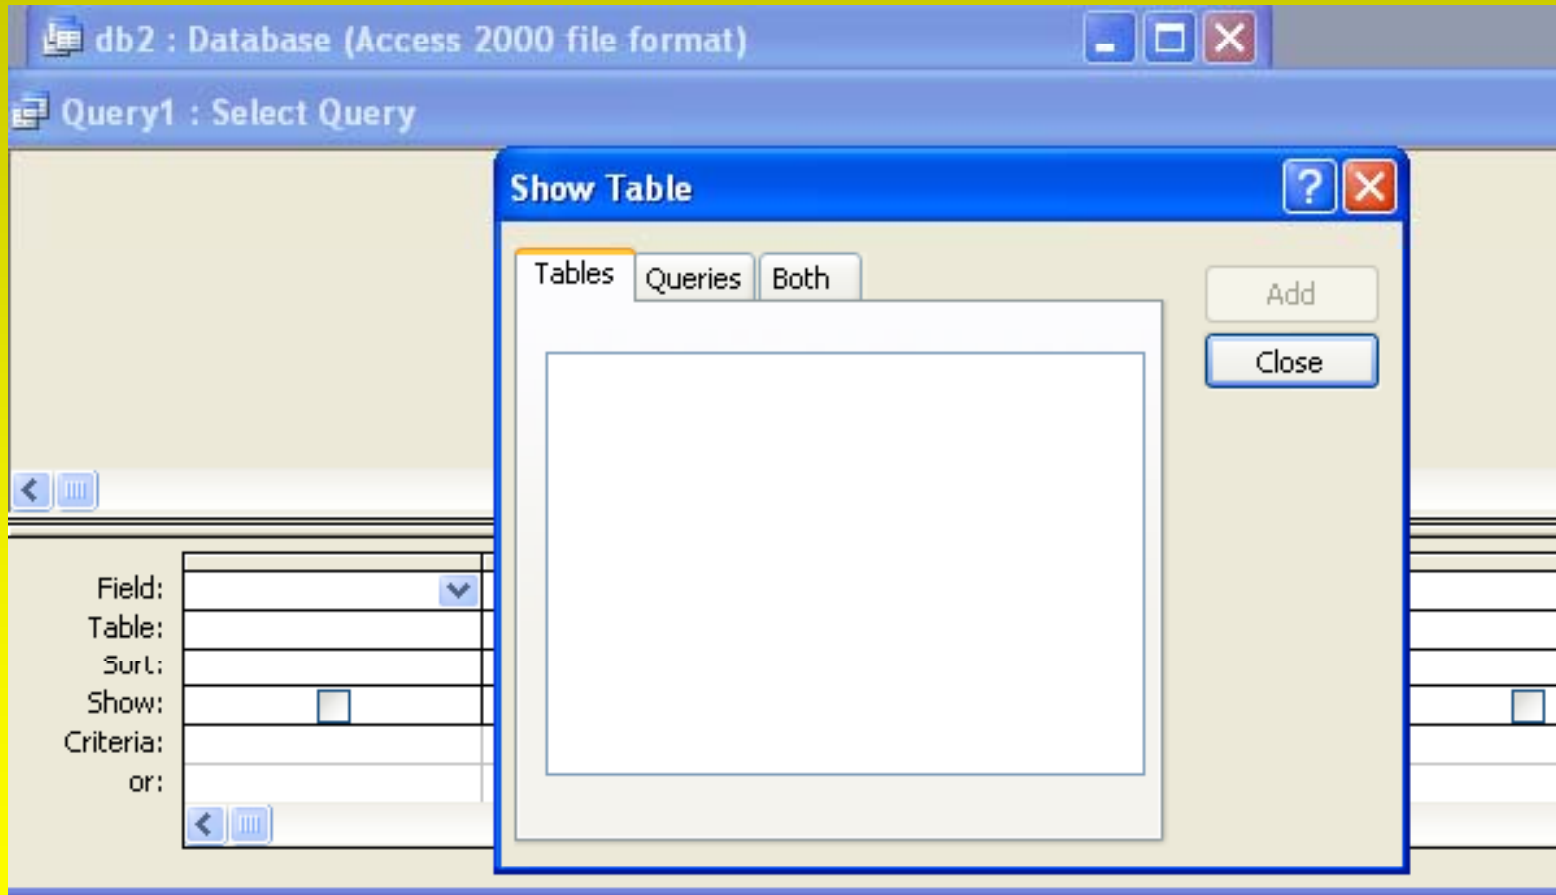 db2 : Database (Access 2000 file format)
Query1 : Select Query
Show Table
?
Tables Queries Both
Add
Close
Field:
Table:
Sort:
Show:
Criteria:
or: